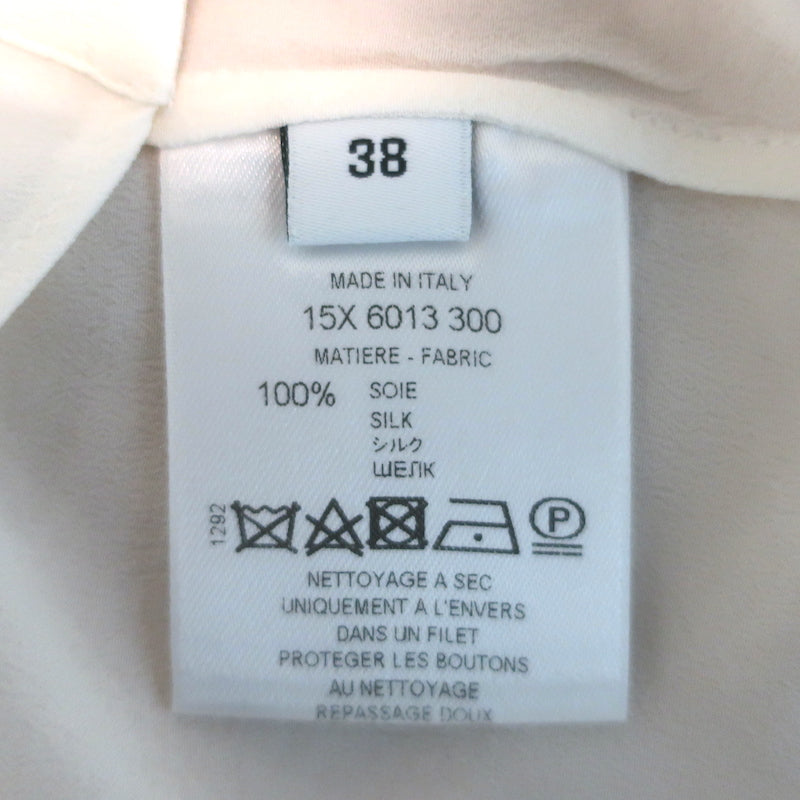 38
MADE IN ITALY
15X 6013 300
MATIERE - FABRIC
100% SOIE
SILK
シルク
ШЕЛК
1292
P
NETTOYAGE A SEC
UNIQUEMENT A L'ENVERS
DANS UN FILET
PROTEGER LES BOUTONS
AU NETTOYAGE
REPASSAGE DOUX